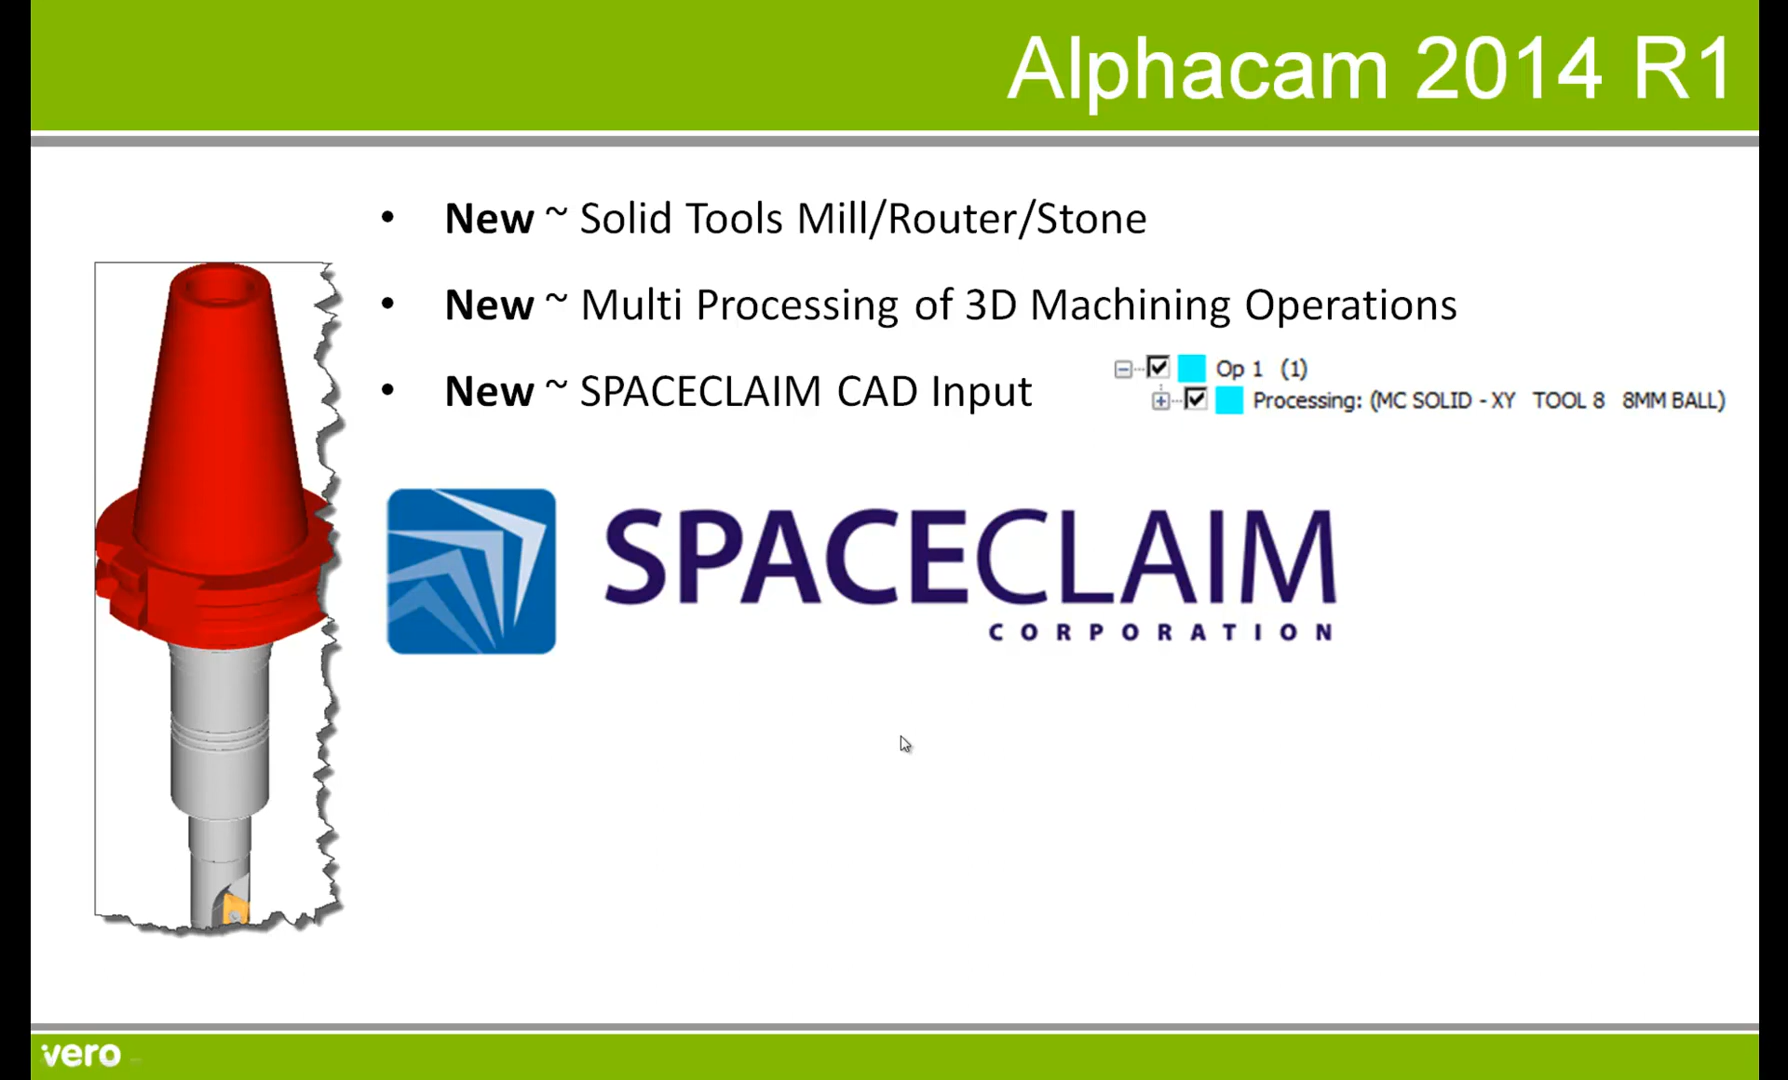 Alphacam 2014 R1
• New ~ Solid Tools Mill/Router/Stone
• New ~ Multi Processing of 3D Machining Operations
• New ~ SPACECLAIM CAD Input
Op 1 (1)
Processing: (MC SOLID - XY TOOL 8 8MM BALL)
SPACECLAIM
CORPORATION
vero